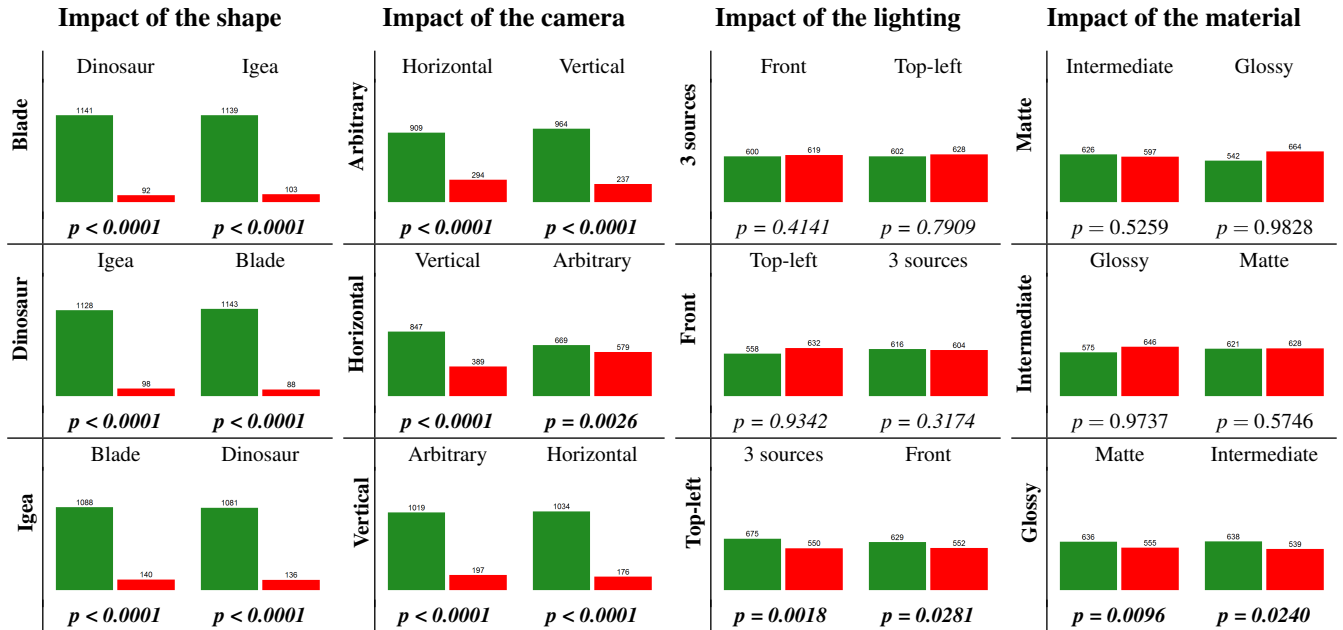 Impact of the shape
Impact of the camera
Impact of the lighting
Impact of the material
Blade
Dinosaur
Igea
1141
92
1139
103
p < 0.0001
p < 0.0001
Arbitrary
Horizontal
Vertical
909
294
964
237
p < 0.0001
p < 0.0001
3 sources
Front
Top-left
600
619
602
628
p = 0.4141
p = 0.7909
Matte
Intermediate
Glossy
626
597
542
664
p = 0.5259
p = 0.9828
Dinosaur
Igea
Blade
1128
98
1143
88
p < 0.0001
p < 0.0001
Horizontal
Vertical
Arbitrary
847
389
669
579
p < 0.0001
p = 0.0026
Front
Top-left
3 sources
558
632
616
604
p = 0.9342
p = 0.3174
Intermediate
Glossy
Matte
575
646
621
628
p = 0.9737
p = 0.5746
Igea
Blade
Dinosaur
1088
140
1081
136
p < 0.0001
p < 0.0001
Vertical
Arbitrary
Horizontal
1019
197
1034
176
p < 0.0001
p < 0.0001
Top-left
3 sources
Front
675
550
629
552
p = 0.0018
p = 0.0281
Glossy
Matte
Intermediate
636
555
638
539
p = 0.0096
p = 0.0240